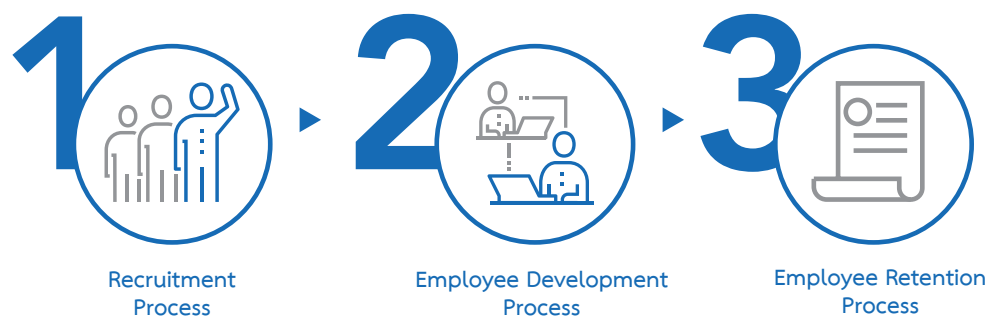 1
2
3
Recruitment
Process
Employee Development
Process
Employee Retention
Process